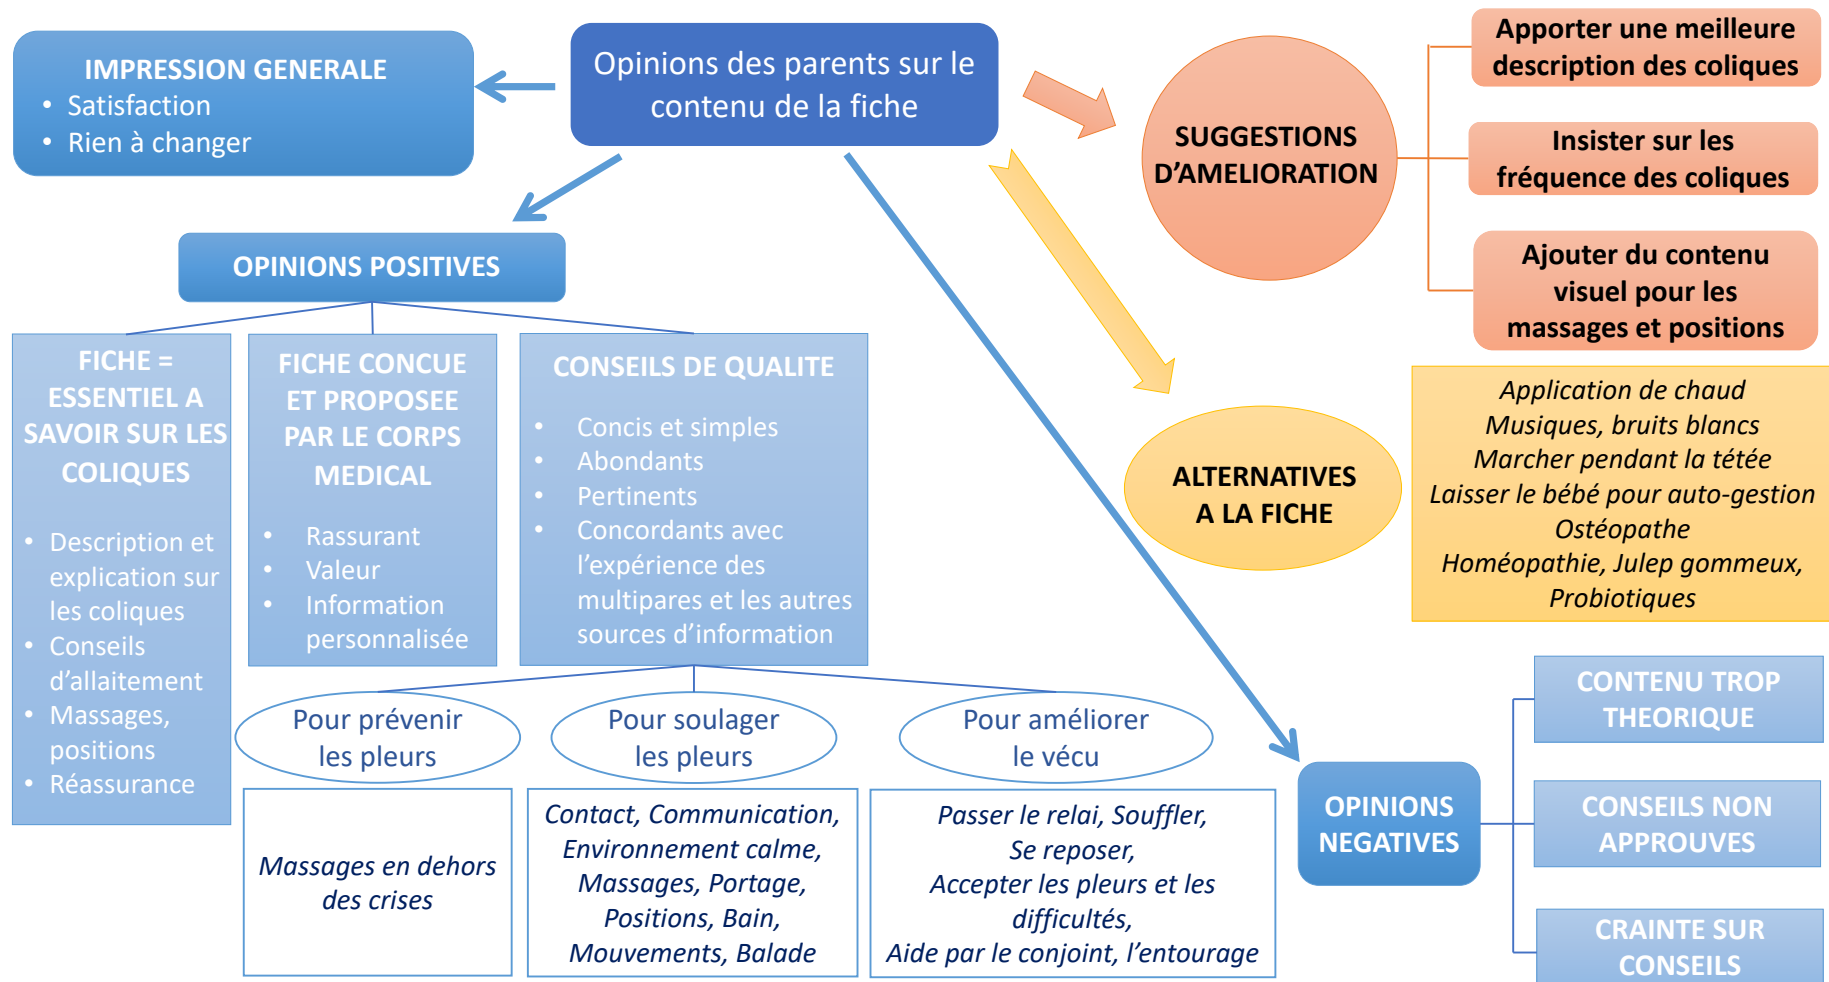 Opinions des parents sur le
contenu de la fiche
IMPRESSION GENERALE
• Satisfaction
• Rien à changer
OPINIONS POSITIVES
FICHE =
ESSENTIEL A
SAVOIR SUR LES
COLIQUES
• Description et
explication sur
les coliques
• Conseils
d’allaitement
• Massages,
positions
• Réassurance
FICHE CONCUE
ET PROPOSEE
PAR LE CORPS
MEDICAL
• Rassurant
• Valeur
• Information
personnalisée
CONSEILS DE QUALITE
• Concis et simples
• Abondants
• Pertinents
• Concordants avec
l’expérience des
multipares et les autres
sources d’information
Pour prévenir
les pleurs
Massages en dehors
des crises
Pour soulager
les pleurs
Contact, Communication,
Environnement calme,
Massages, Portage,
Positions, Bain,
Mouvements, Balade
Pour améliorer
le vécu
Passer le relai, Souffler,
Se reposer,
Accepter les pleurs et les
difficultés,
Aide par le conjoint, l’entourage
SUGGESTIONS
D’AMELIORATION
Apporter une meilleure
description des coliques
Insister sur les
fréquence des coliques
Ajouter du contenu
visuel pour les
massages et positions
ALTERNATIVES
A LA FICHE
Application de chaud
Musiques, bruits blancs
Marcher pendant la tétée
Laisser le bébé pour auto-gestion
Ostéopathe
Homéopathie, Julep gommeux,
Probiotiques
OPINIONS
NEGATIVES
CONTENU TROP
THEORIQUE
CONSEILS NON
APPROUVES
CRAINTE SUR
CONSEILS